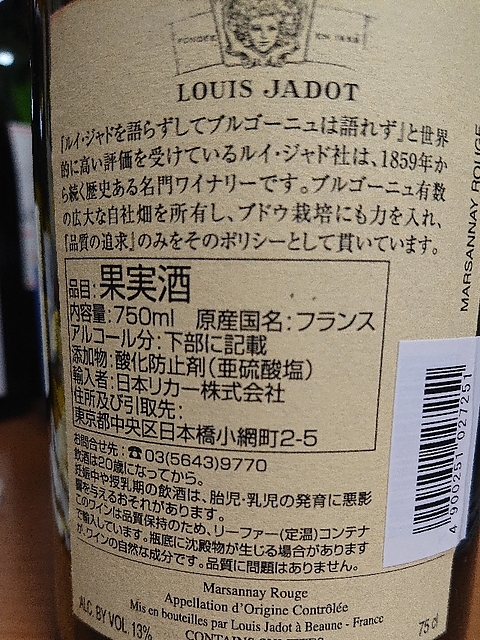 FONDÉE EN 1859
LOUIS JADOT
『ルイ・ジャドを語らずしてブルゴーニュは語れず』と世界
的に高い評価を受けているルイ・ジャド社は、1859年か
ら続く歴史ある名門ワイナリーです。ブルゴーニュ有数
の広大な自社畑を所有し、ブドウ栽培にも力を入れ、
『品質の追求』のみをそのポリシーとして貫いています。
品目:果実酒
内容量:750ml 原産国名:フランス
アルコール分:下部に記載
添加物:酸化防止剤(亜硫酸塩)
輸入者:日本リカー株式会社
住所及び引取先:
東京都中央区日本橋小網町2-5
お問合せ先:☎03(5643)9770
飲酒は20歳になってから。
妊娠中や授乳期の飲酒は、胎児・乳児の発育に悪影
響を与えるおそれがあります。
このワインは品質保持のため、リーファー(定温)コンテナ
で輸入しています。瓶底に沈殿物が生じる場合があります
が、ワインの自然な成分です。品質に問題はありません。
Marsannay Rouge
Appellation d'Origine Contrôlée
Mis en bouteilles par Louis Jadot à Beaune - France
ALC. BY VOL. 13%
75 cl
MARSANNAY ROUGE
4 900251 027251